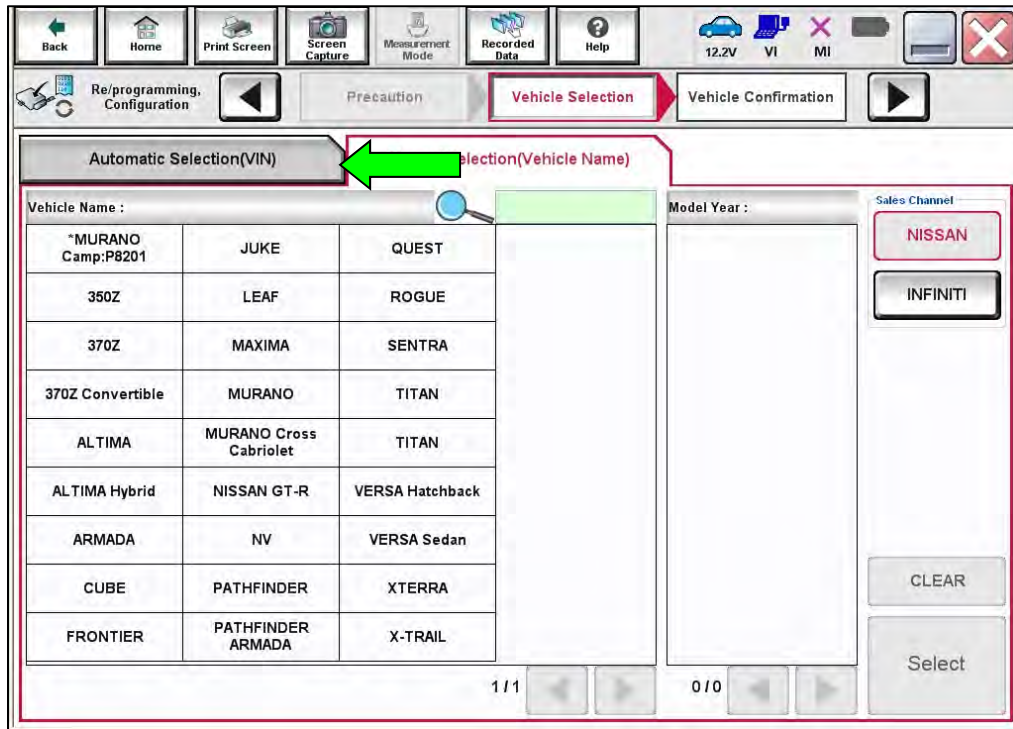 Back
Home
Print Screen
Screen
Capture
Measurement
Mode
Recorded
Data
Help
12.2V
VI
MI
Re/programming,
Configuration
Precaution
Vehicle Selection
Vehicle Confirmation
Automatic Selection(VIN)
election(Vehicle Name)
Vehicle Name :
Model Year :
Sales Channel
*MURANO
Camp:P8201
JUKE
QUEST
NISSAN
350Z
LEAF
ROGUE
INFINITI
370Z
MAXIMA
SENTRA
370Z Convertible
MURANO
TITAN
ALTIMA
MURANO Cross
Cabriolet
TITAN
ALTIMA Hybrid
NISSAN GT-R
VERSA Hatchback
ARMADA
NV
VERSA Sedan
CUBE
PATHFINDER
XTERRA
CLEAR
FRONTIER
PATHFINDER
ARMADA
X-TRAIL
Select
1/1
0/0